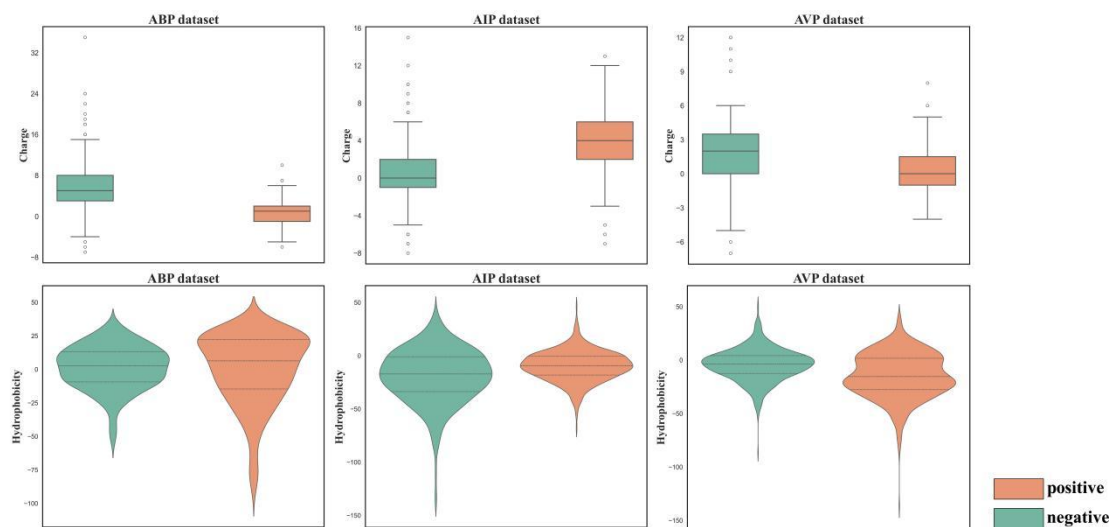 ABP dataset
AIP dataset
AVP dataset
Charge
32
24
16
8
0
−8
Charge
16
12
8
4
0
−4
−8
Charge
12
9
6
3
0
−3
−6
ABP dataset
AIP dataset
AVP dataset
Hydrophobicity
50
25
0
−25
−50
−75
−100
Hydrophobicity
50
0
−50
−100
−150
Hydrophobicity
50
0
−50
−100
−150
positive
negative